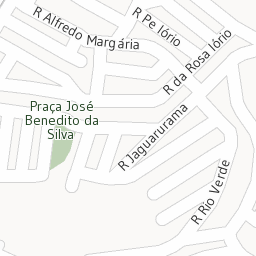 R Alfredo Margária
R Pe Iório
R da Rosa Iório
Praça José
Benedito da
Silva
R Jaguarurama
R Rio Verde